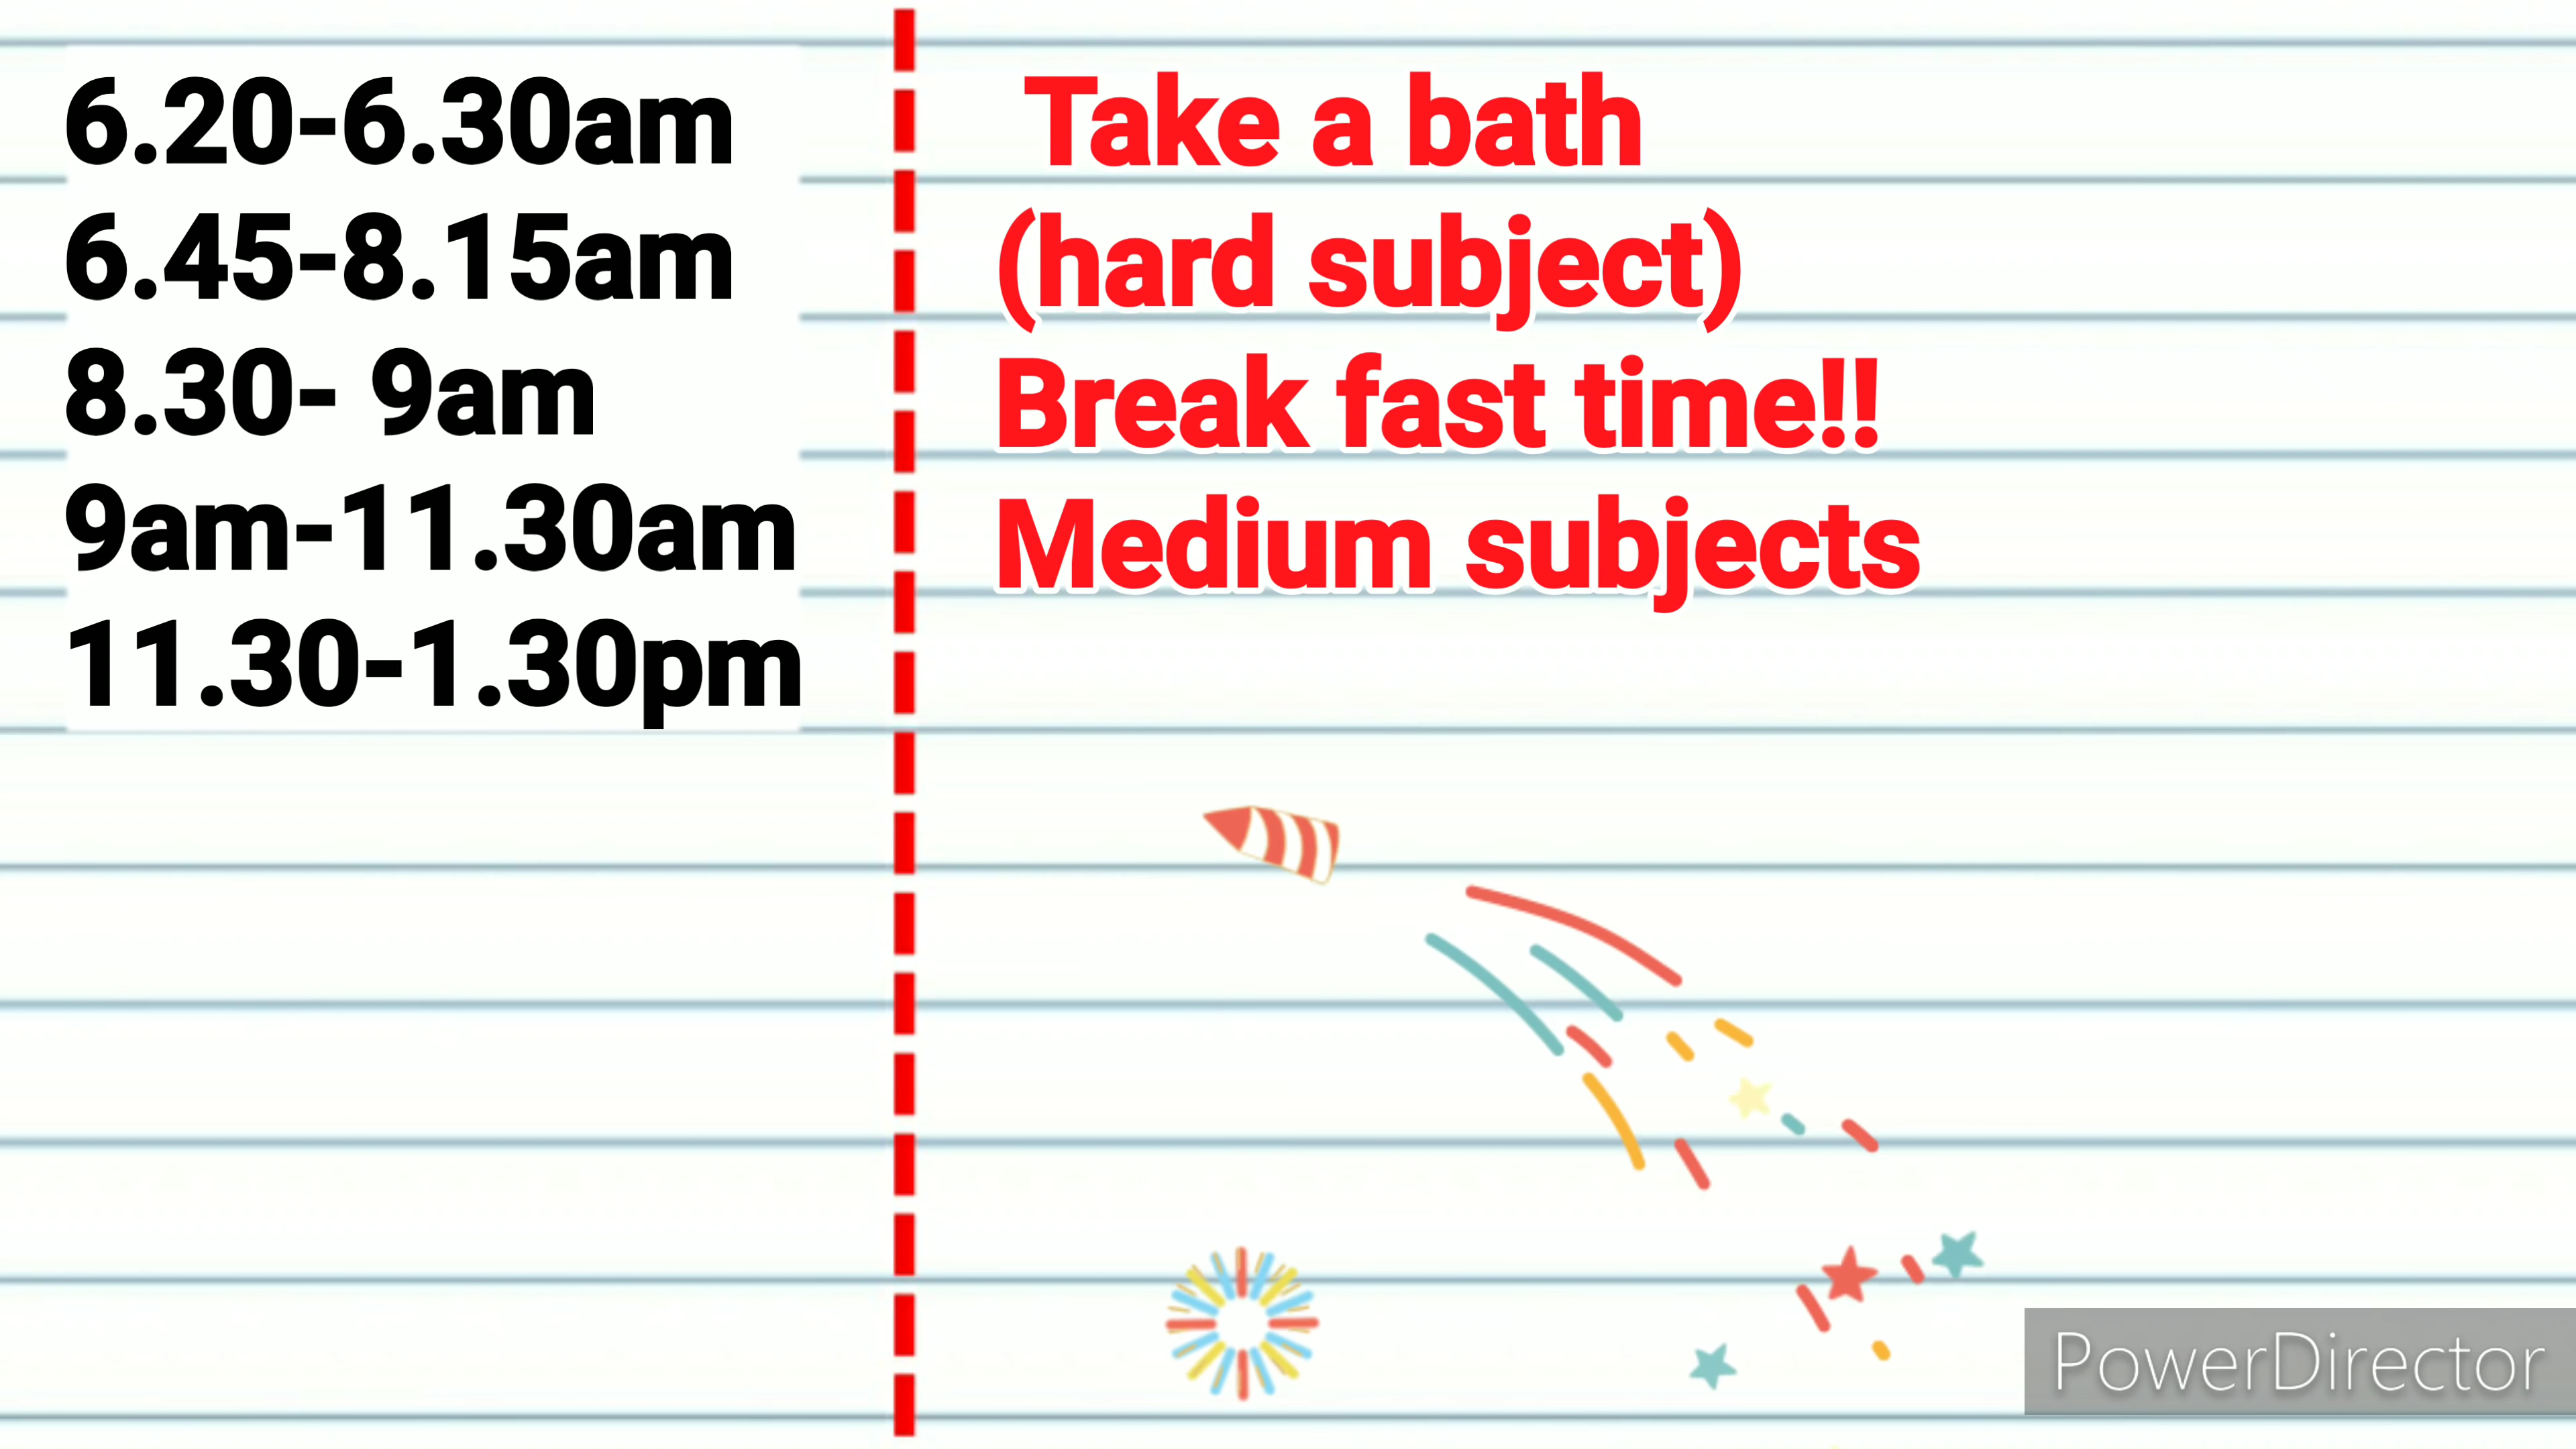 6.20-6.30am
Take a bath
6.45-8.15am
(hard subject)
8.30- 9am
Break fast time!!
9am-11.30am
Medium subjects
11.30-1.30pm
PowerDirector